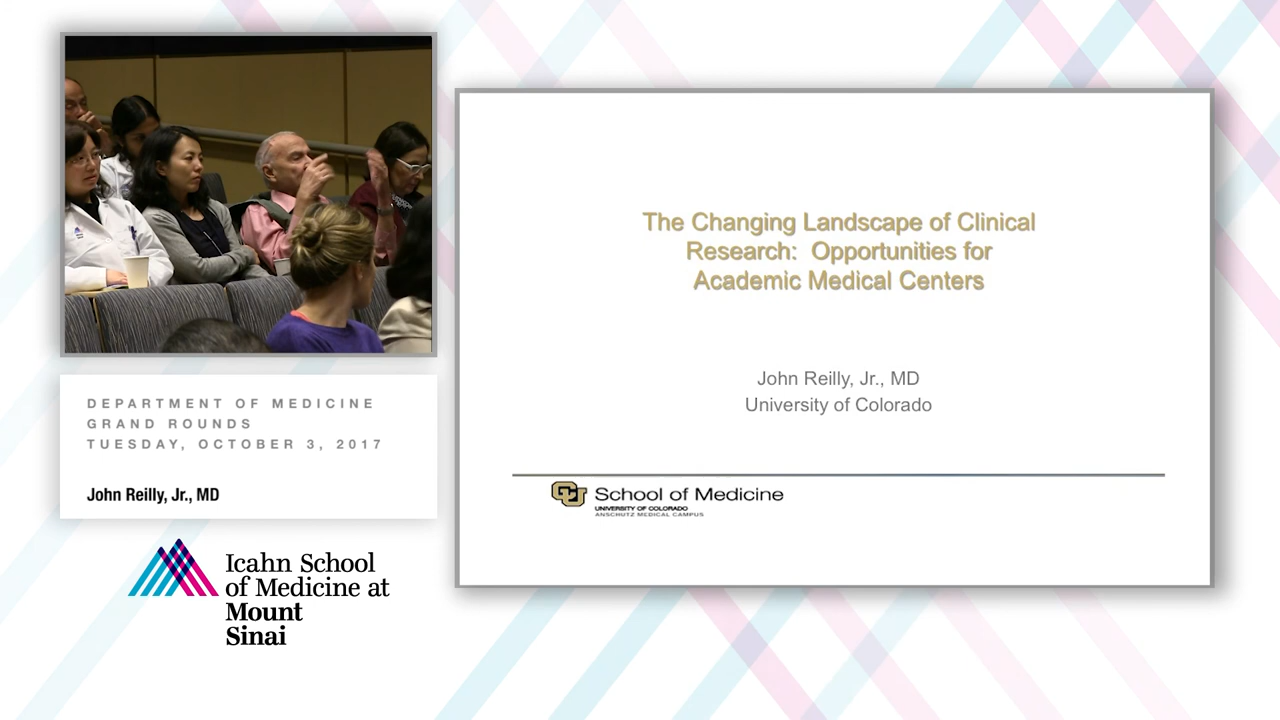 DEPARTMENT OF MEDICINE
GRAND ROUNDS
TUESDAY, OCTOBER 3, 2017
John Reilly, Jr., MD
Icahn School
of Medicine at
Mount
Sinai
The Changing Landscape of Clinical
Research: Opportunities for
Academic Medical Centers
John Reilly, Jr., MD
University of Colorado
CU
School of Medicine
UNIVERSITY OF COLORADO
ANSCHUTZ MEDICAL CAMPUS